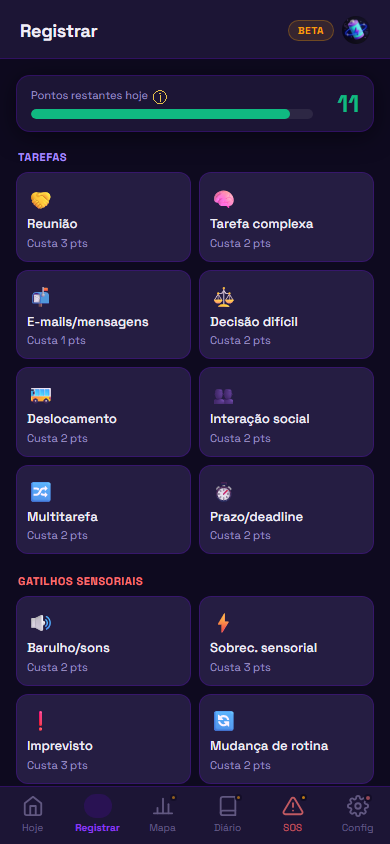 Registrar
BETA
Pontos restantes hoje
11
TAREFAS
Reunião
Custa 3 pts
Tarefa complexa
Custa 2 pts
E-mails/mensagens
Custa 1 pts
Decisão difícil
Custa 2 pts
Deslocamento
Custa 2 pts
Interação social
Custa 2 pts
Multitarefa
Custa 2 pts
Prazo/deadline
Custa 2 pts
GATILHOS SENSORIAIS
Barulho/sons
Custa 2 pts
Sobrec. sensorial
Custa 3 pts
Imprevisto
Custa 3 pts
Mudança de rotina
Custa 2 pts
Hoje
Registrar
Mapa
Diário
SOS
Config